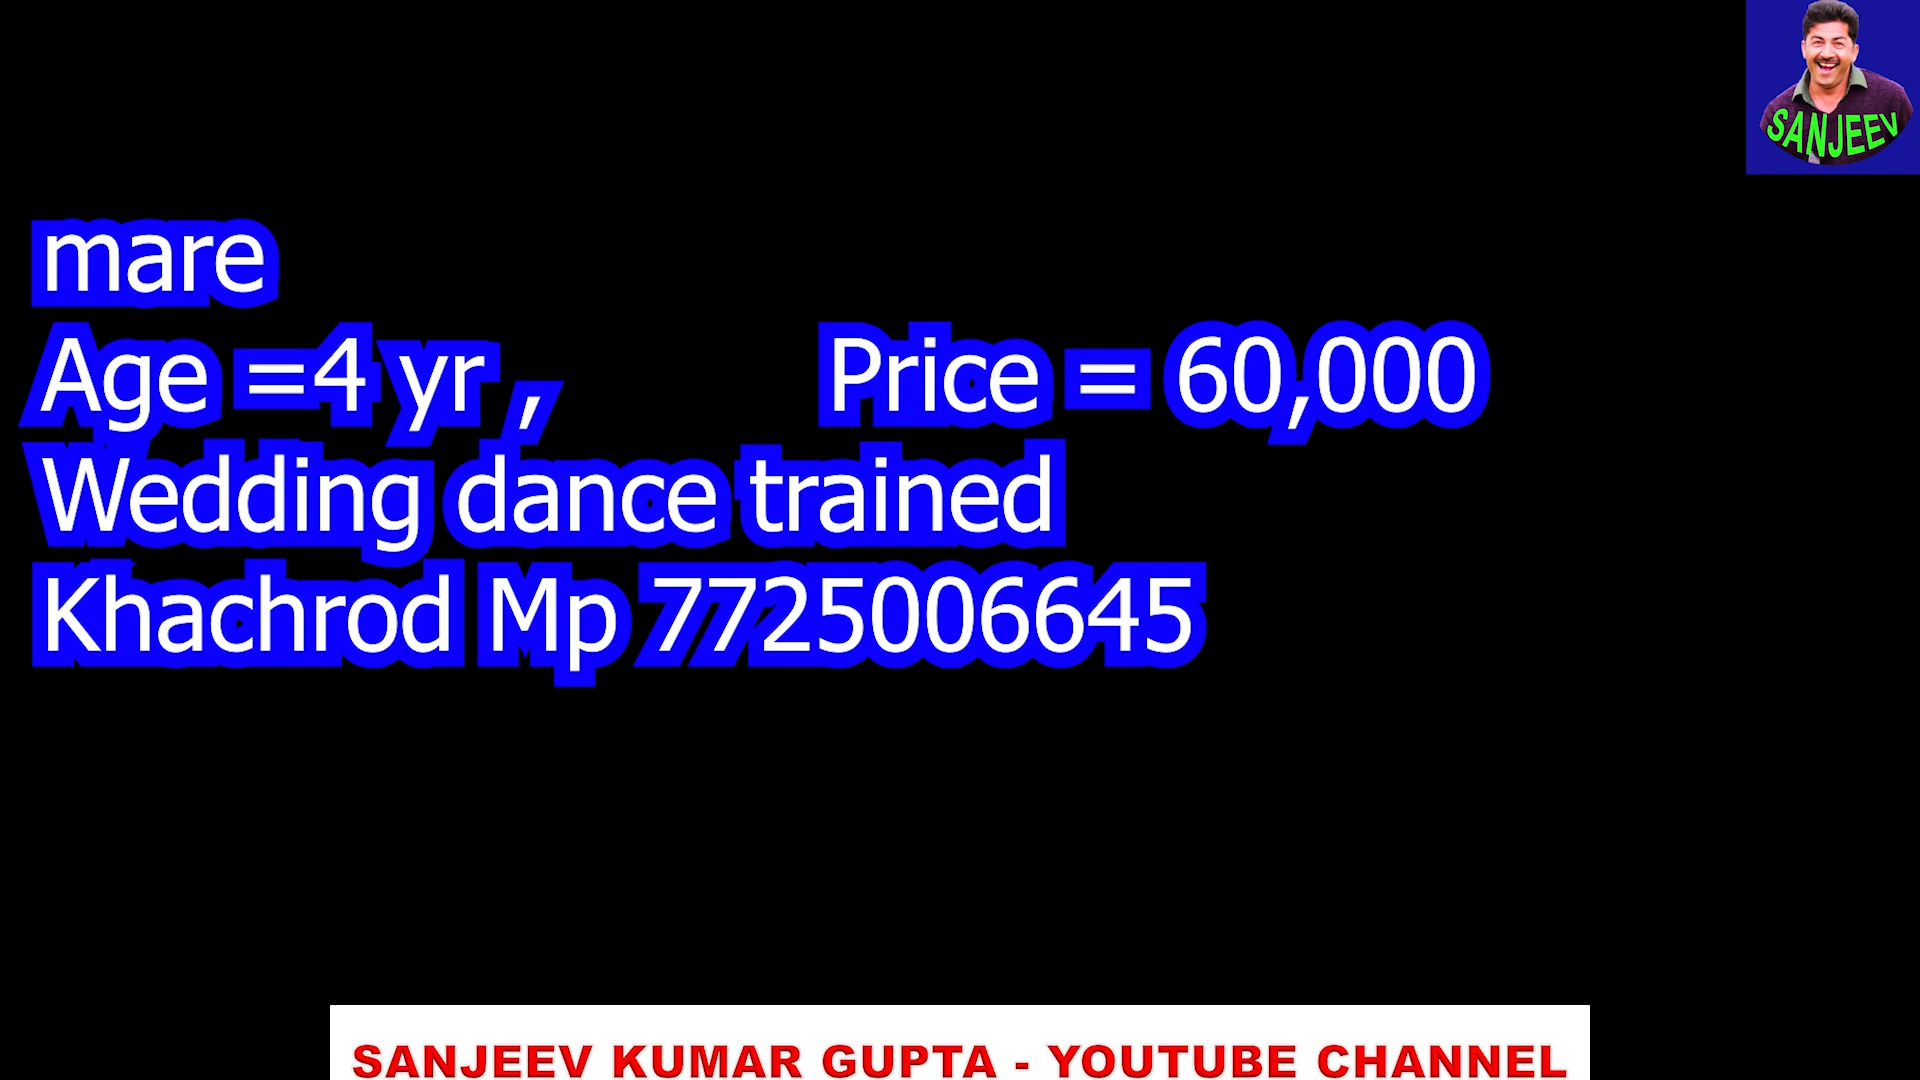 SANJEEV
mare
Age =4 yr , Price = 60,000
Wedding dance trained
Khachrod Mp 7725006645
SANJEEV KUMAR GUPTA - YOUTUBE CHANNEL